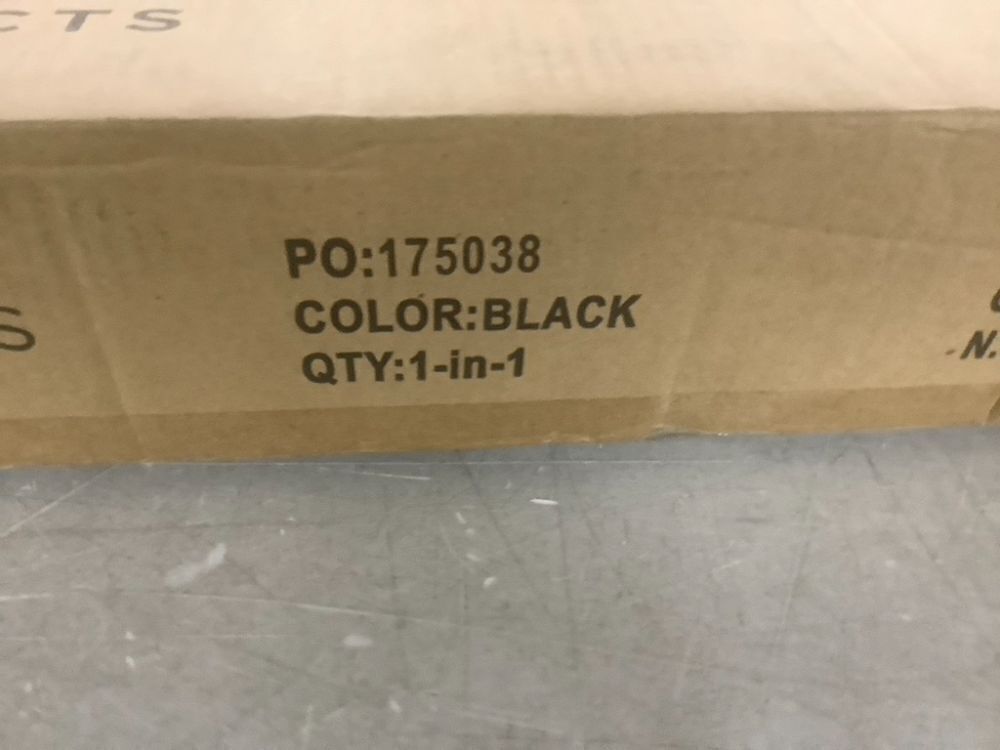 CTS
S
PO:175038
COLOR:BLACK
QTY:1-in-1
N.